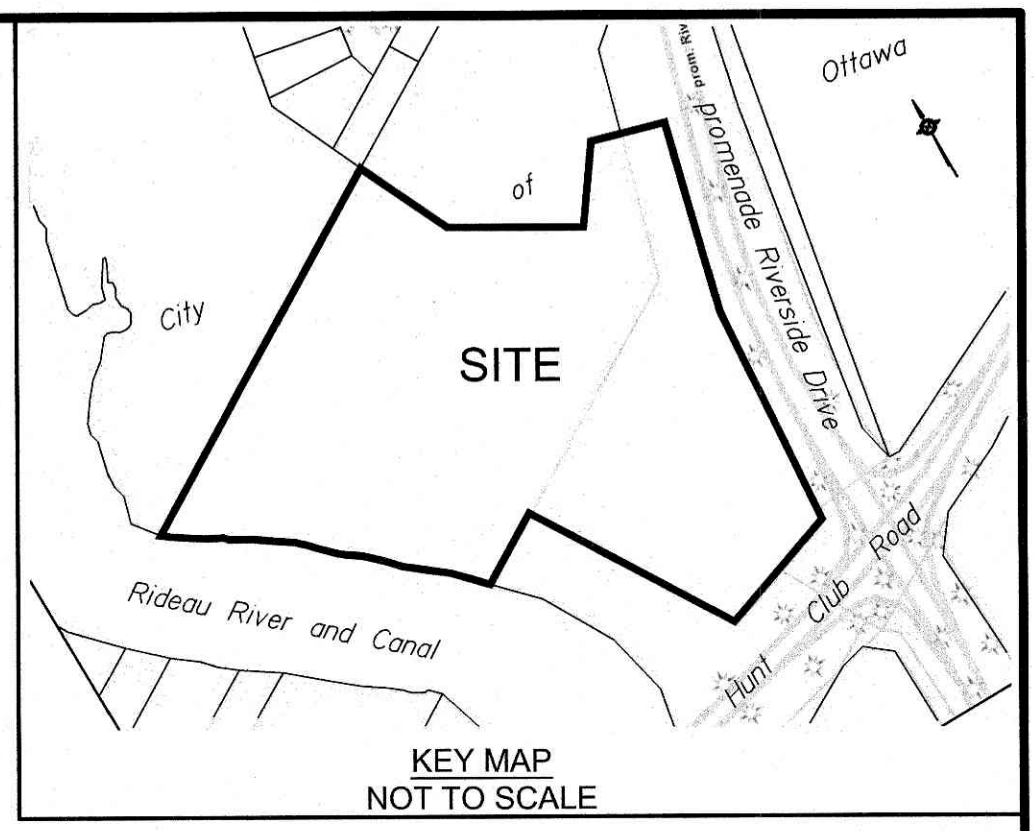 prom. Riv
Ottawa
promenade Riverside Drive
of
City
SITE
Rideau River and Canal
Hunt Club Road
KEY MAP
NOT TO SCALE